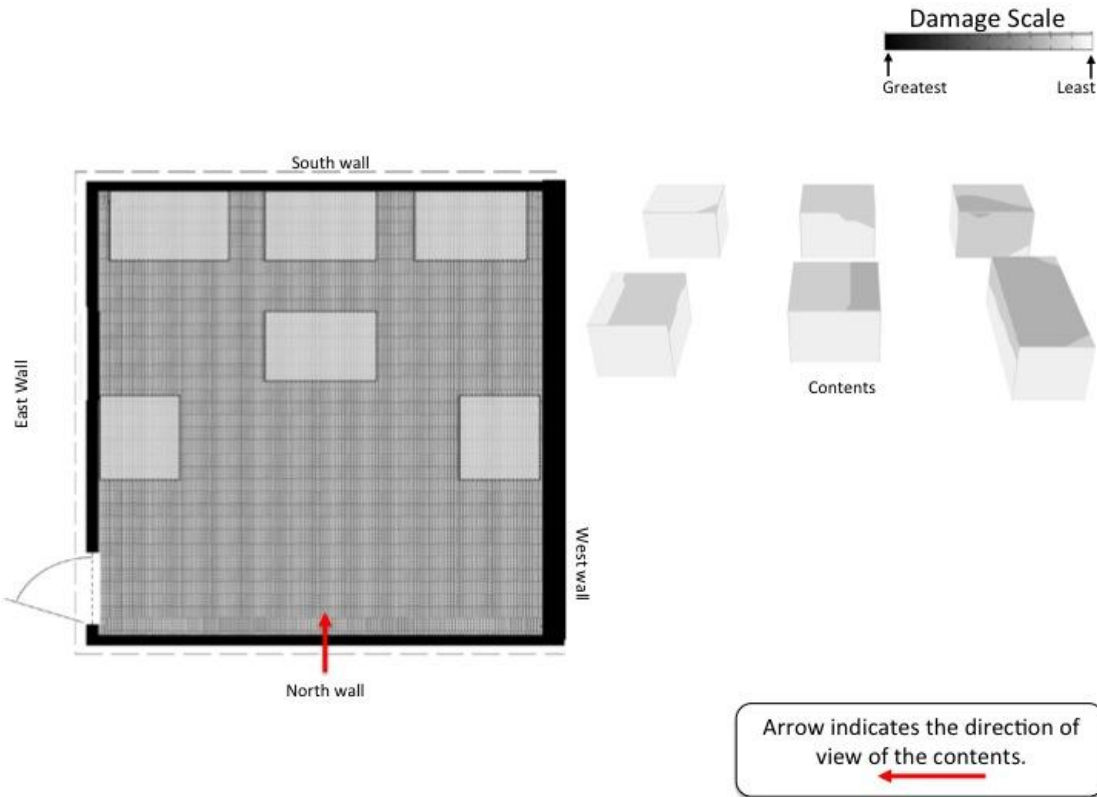 Damage Scale
Greatest
Least
South wall
East Wall
West wall
Contents
North wall
Arrow indicates the direction of
view of the contents.